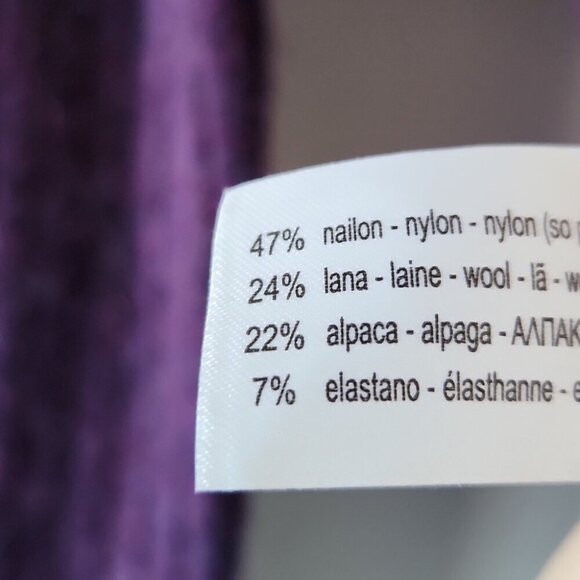 47% nailon - nylon - nylon (so
24% lana - laine - wool - lã -
22% alpaca - alpaga - ΑΛΠΑΚ
7% elastano - élasthanne -